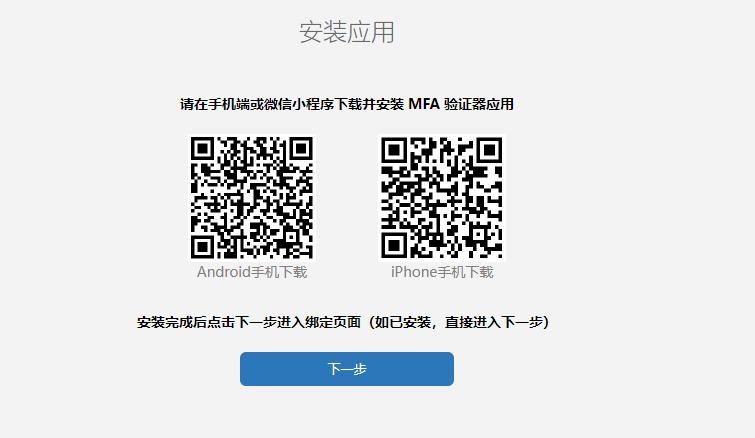 安装应用
请在手机端或微信小程序下载并安装 MFA 验证器应用
Android手机下载
iPhone手机下载
安装完成后点击下一步进入绑定页面（如已安装，直接进入下一步）
下一步